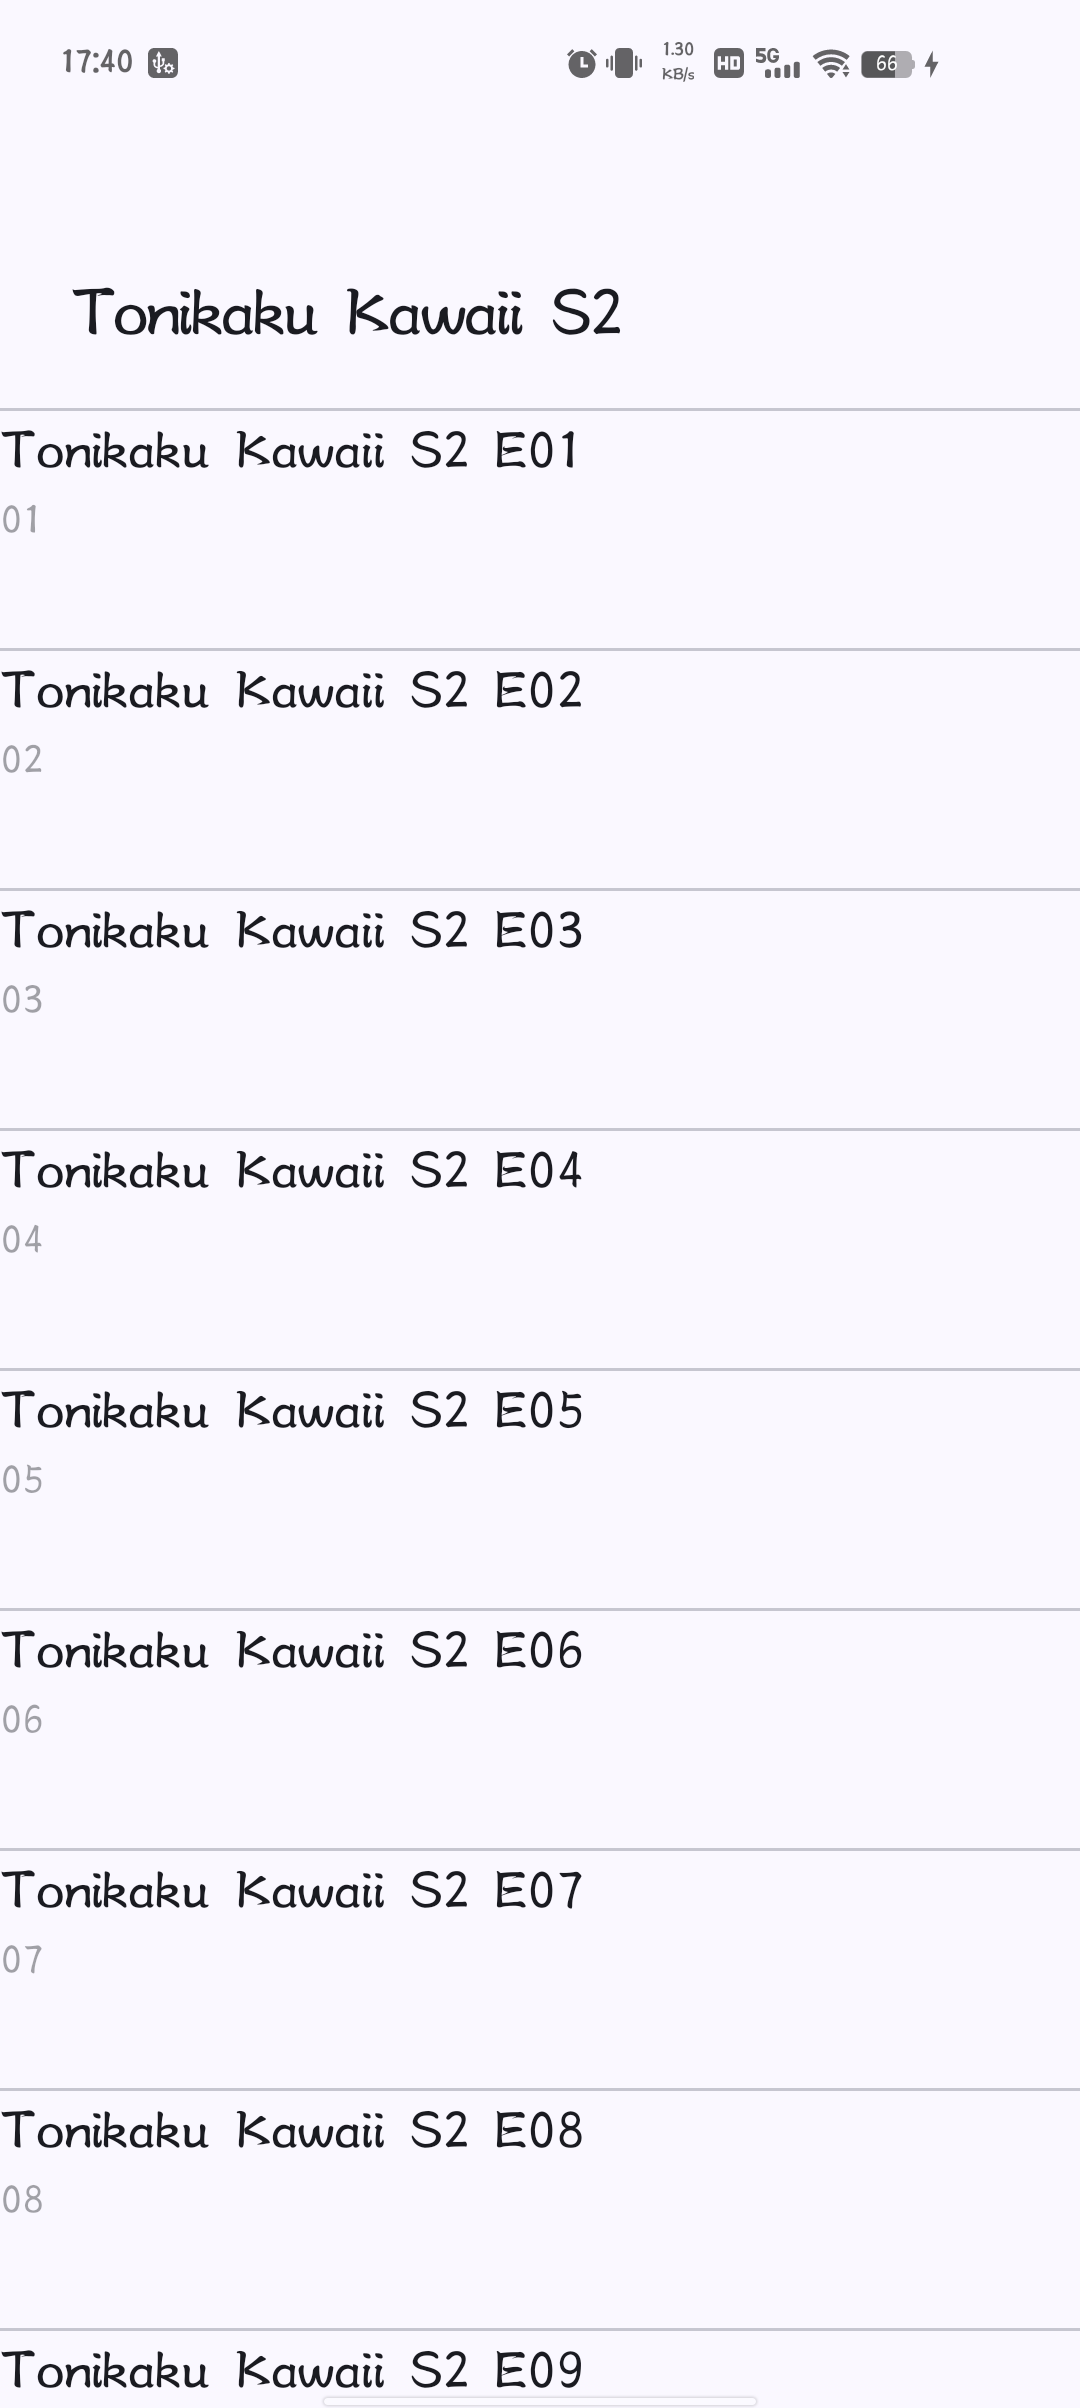 17:40 1.30 KB/s HD 5G 66
Tonikaku Kawaii S2
Tonikaku Kawaii S2 E01
01
Tonikaku Kawaii S2 E02
02
Tonikaku Kawaii S2 E03
03
Tonikaku Kawaii S2 E04
04
Tonikaku Kawaii S2 E05
05
Tonikaku Kawaii S2 E06
06
Tonikaku Kawaii S2 E07
07
Tonikaku Kawaii S2 E08
08
Tonikaku Kawaii S2 E09